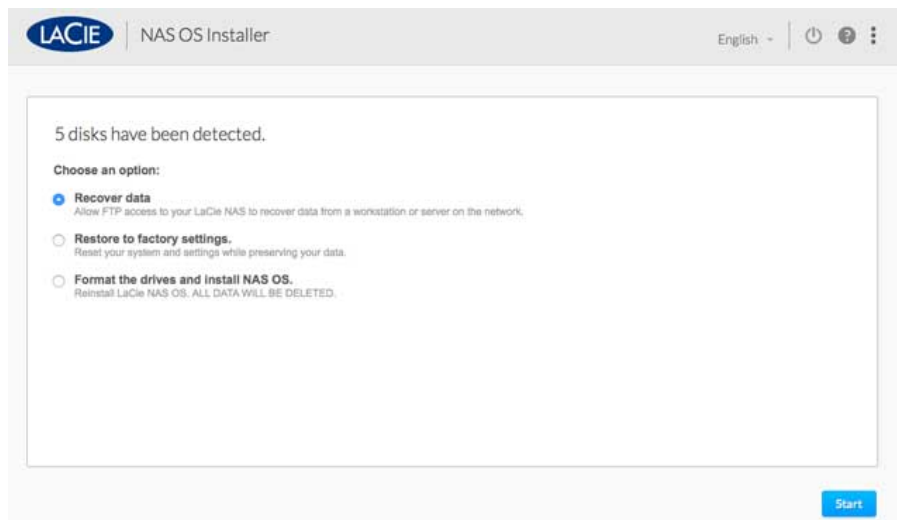 LACIE NAS OS Installer English
5 disks have been detected.
Choose an option:
Recover data
Allow FTP access to your LaCie NAS to recover data from a workstation or server on the network.
Restore to factory settings.
Reset your system and settings while preserving your data.
Format the drives and install NAS OS.
Reinstall LaCie NAS OS. ALL DATA WILL BE DELETED.
Start